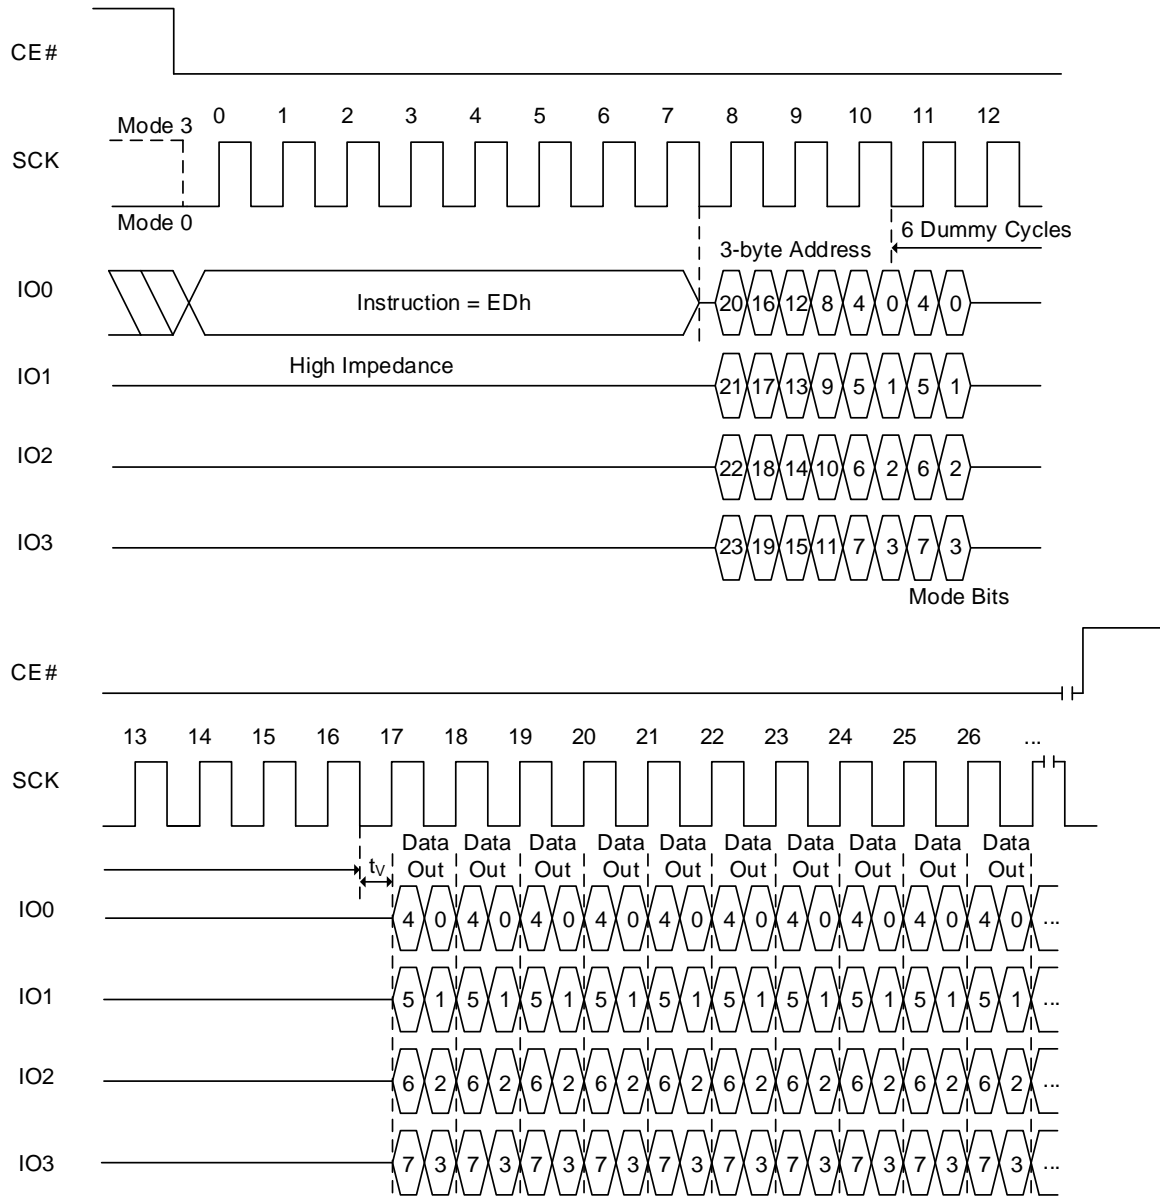 CE#
Mode 3
0 1 2 3 4 5 6 7 8 9 10 11 12
SCK
Mode 0
6 Dummy Cycles
3-byte Address
IO0
Instruction = EDh
20 16 12 8 4 0 4 0
High Impedance
IO1
21 17 13 9 5 1 5 1
IO2
22 18 14 10 6 2 6 2
IO3
23 19 15 11 7 3 7 3
Mode Bits
CE#
13 14 15 16 17 18 19 20 21 22 23 24 25 26 ...
SCK
Data Data Data Data Data Data Data Data Data Data
tV Out Out Out Out Out Out Out Out Out Out
IO0
4 0 4 0 4 0 4 0 4 0 4 0 4 0 4 0 4 0 4 0 ...
IO1
5 1 5 1 5 1 5 1 5 1 5 1 5 1 5 1 5 1 5 1 ...
IO2
6 2 6 2 6 2 6 2 6 2 6 2 6 2 6 2 6 2 6 2 ...
IO3
7 3 7 3 7 3 7 3 7 3 7 3 7 3 7 3 7 3 7 3 ...